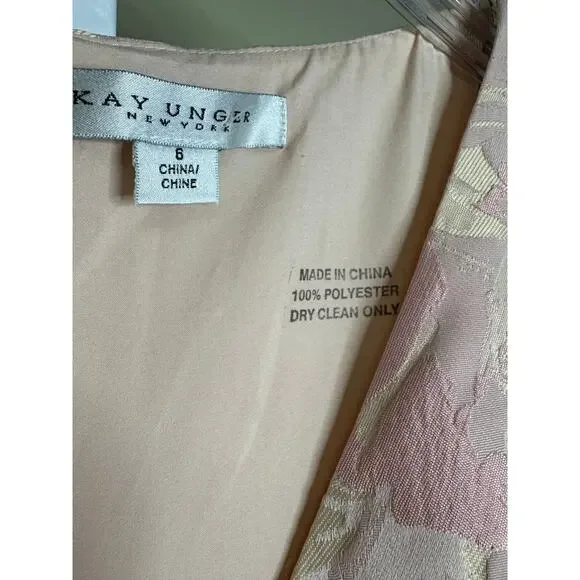 KAY UNGER
NEW YORK
6
CHINA/
CHINE
MADE IN CHINA
100% POLYESTER
DRY CLEAN ONLY